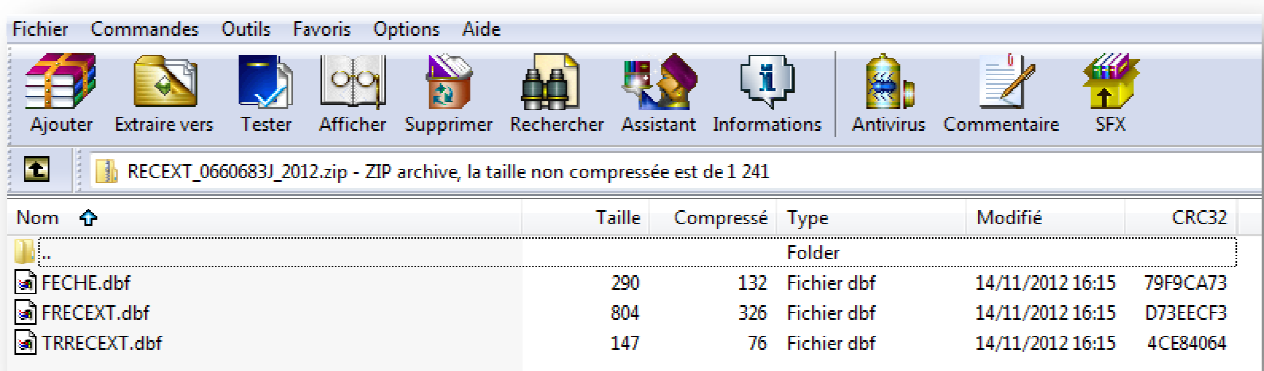 Fichier Commandes Outils Favoris Options Aide
Ajouter Extraire vers Tester Afficher Supprimer Rechercher Assistant Informations Antivirus Commentaire SFX
RECEXT_0660683J_2012.zip - ZIP archive, la taille non compressée est de 1 241
Nom Taille Compressé Type Modifié CRC32
.. Folder
FECHE.dbf 290 132 Fichier dbf 14/11/2012 16:15 79F9CA73
FRECEXT.dbf 804 326 Fichier dbf 14/11/2012 16:15 D73EECF3
TRRECEXT.dbf 147 76 Fichier dbf 14/11/2012 16:15 4CE84064